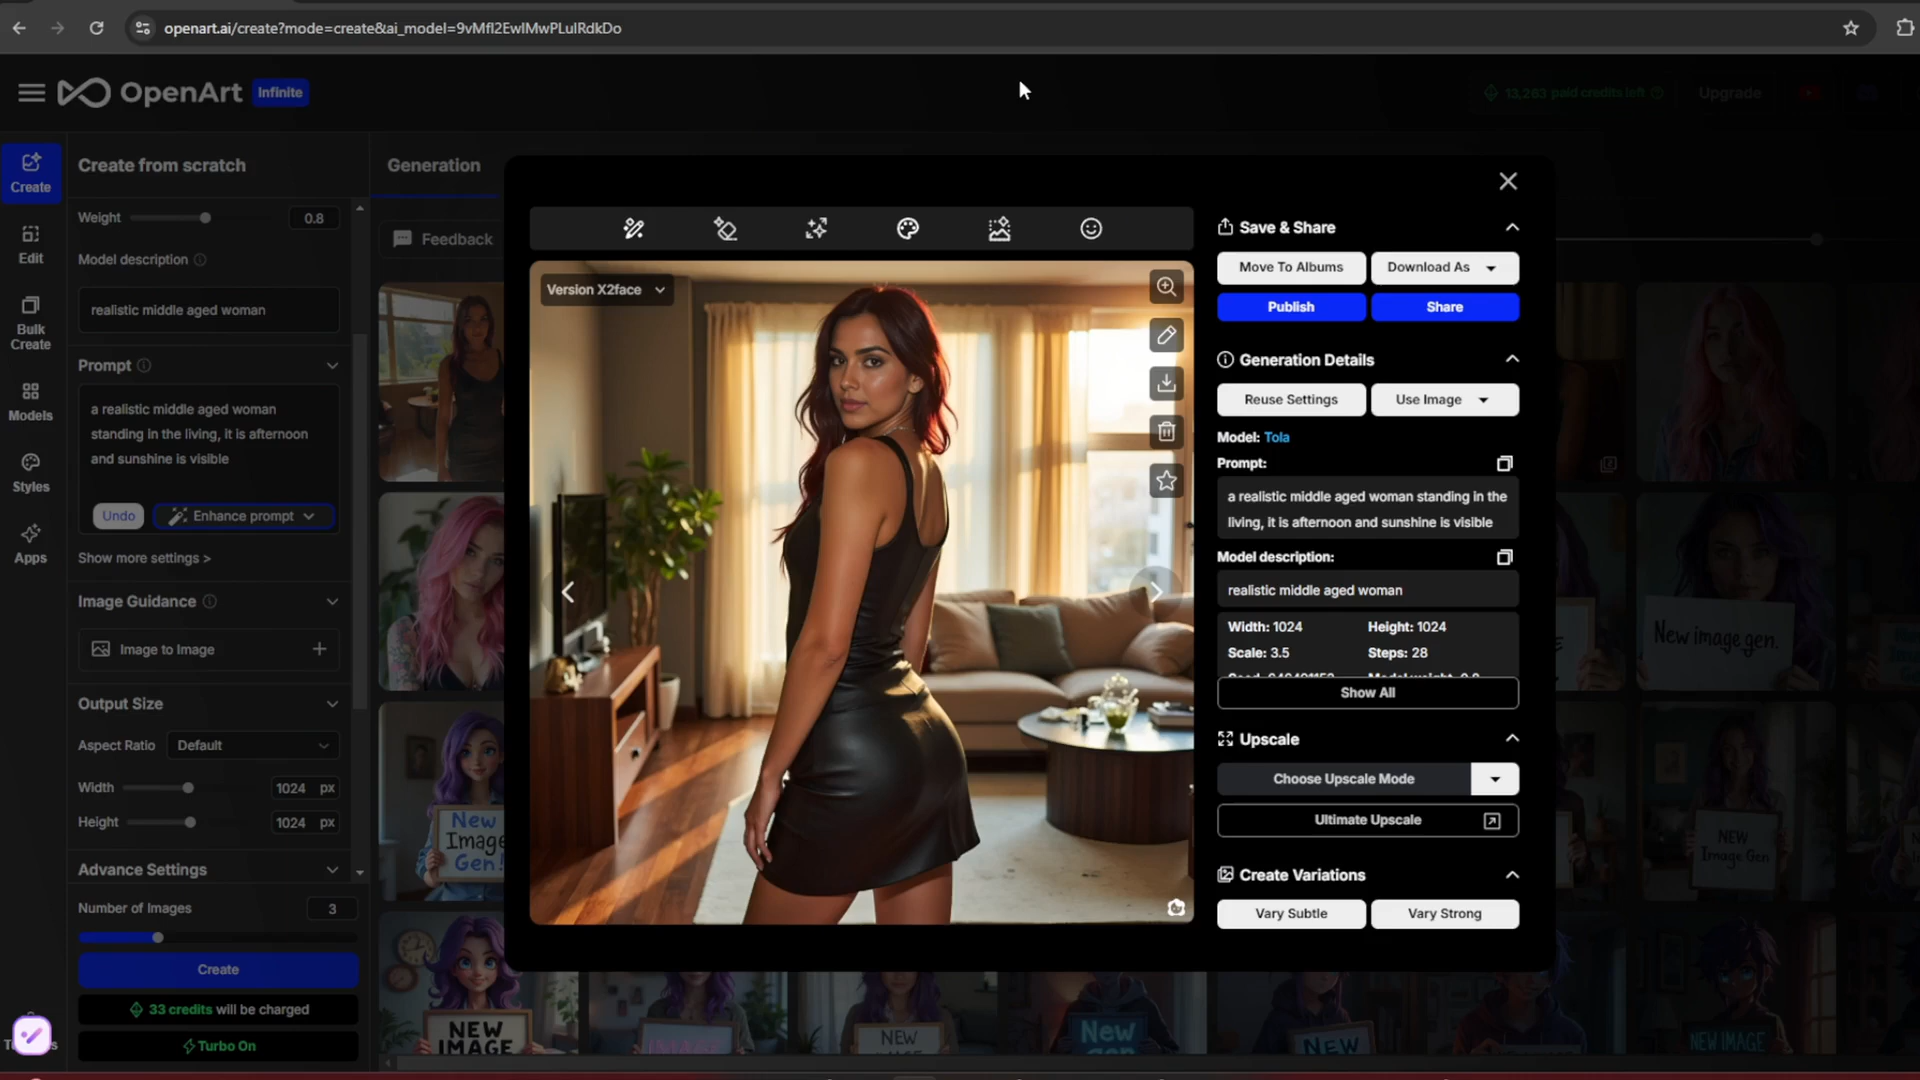 openart.ai/create?mode=create&ai_model=9vMfI2EwIMwPLuIRdkDo
OpenArt Infinite
13,283 paid credits left
Upgrade
Create
Edit
Bulk
Create
Models
Styles
Apps
Create from scratch
Weight 0.8
Model description
realistic middle aged woman
Prompt
a realistic middle aged woman
standing in the living, it is afternoon
and sunshine is visible
Undo
Enhance prompt
Show more settings >
Image Guidance
Image to Image
Output Size
Aspect Ratio Default
Width 1024 px
Height 1024 px
Advance Settings
Number of Images 3
Create
33 credits will be charged
Turbo On
Generation
Feedback
New
Image
Gen!
NEW
IMAGE
NEW
New
gen
NEW
NEW IMAGE
New image gen.
NEW
Image Gen
Version X2face
Save & Share
Move To Albums
Download As
Publish
Share
Generation Details
Reuse Settings
Use Image
Model: Tola
Prompt:
a realistic middle aged woman standing in the
living, it is afternoon and sunshine is visible
Model description:
realistic middle aged woman
Width: 1024 Height: 1024
Scale: 3.5 Steps: 28
Show All
Upscale
Choose Upscale Mode
Ultimate Upscale
Create Variations
Vary Subtle
Vary Strong